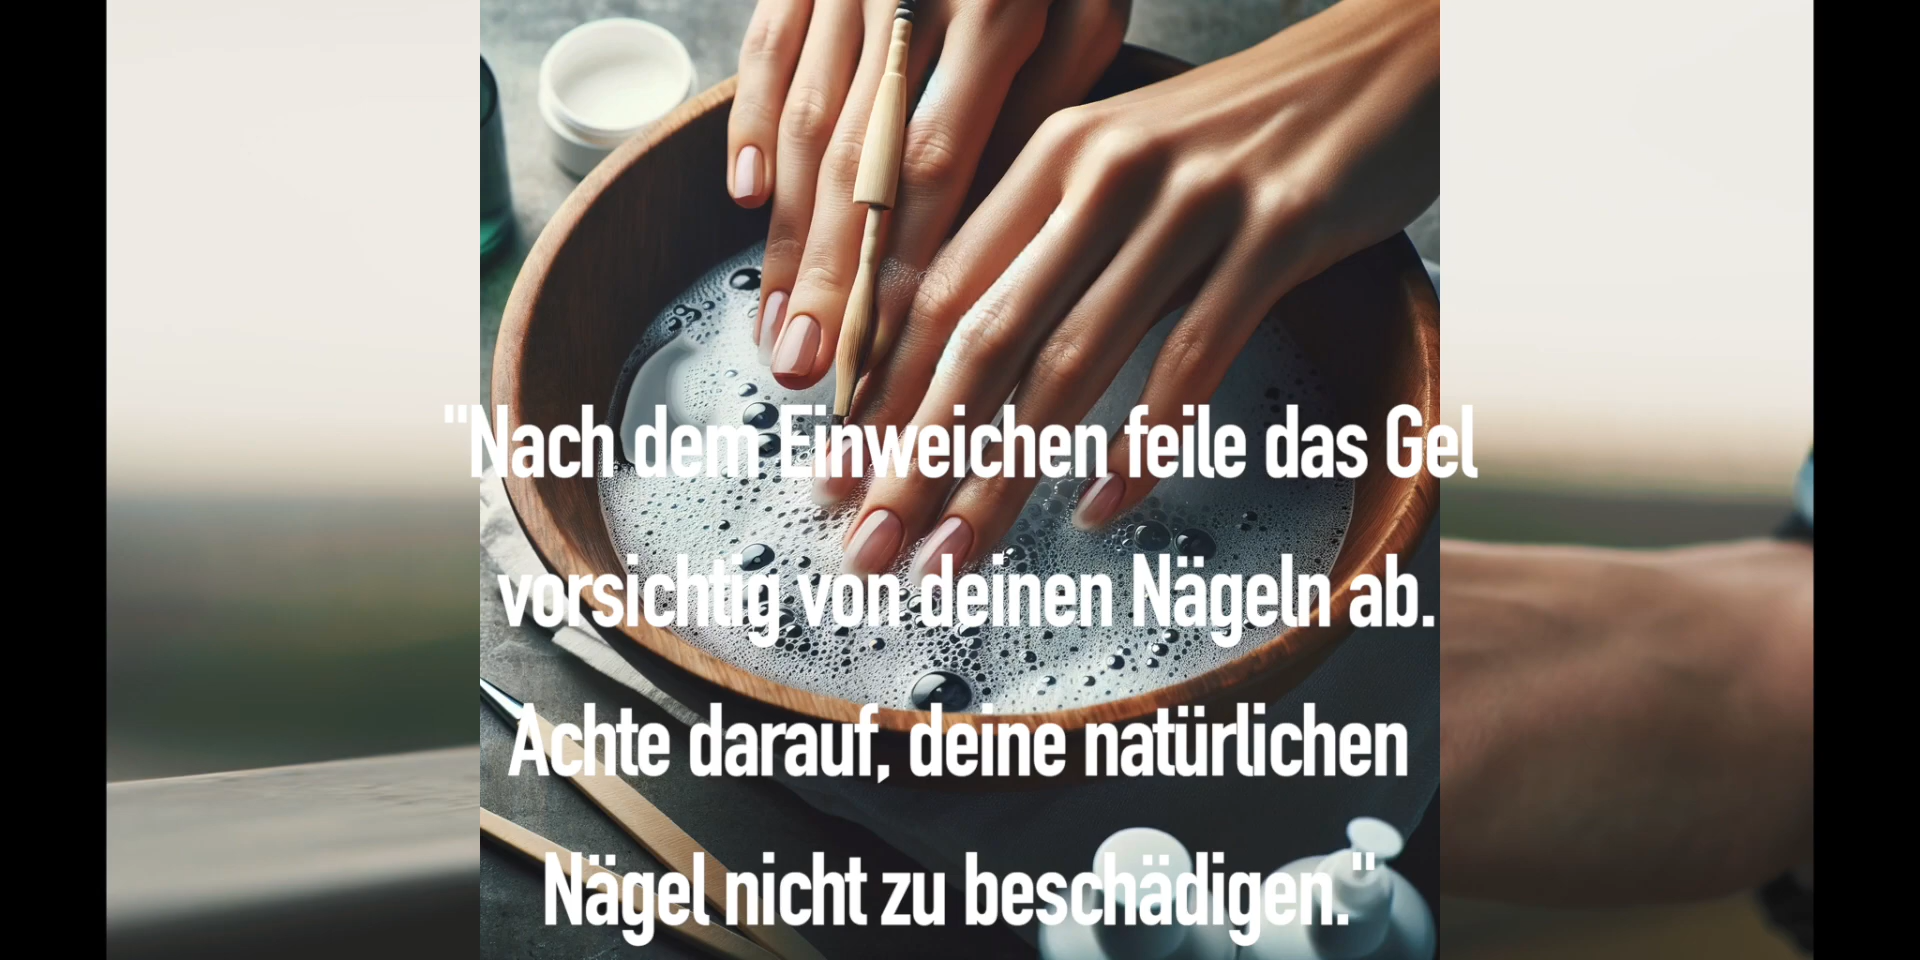 "Nach dem Einweichen feile das Gel
vorsichtig von deinen Nägeln ab.
Achte darauf, deine natürlichen
Nägel nicht zu beschädigen."